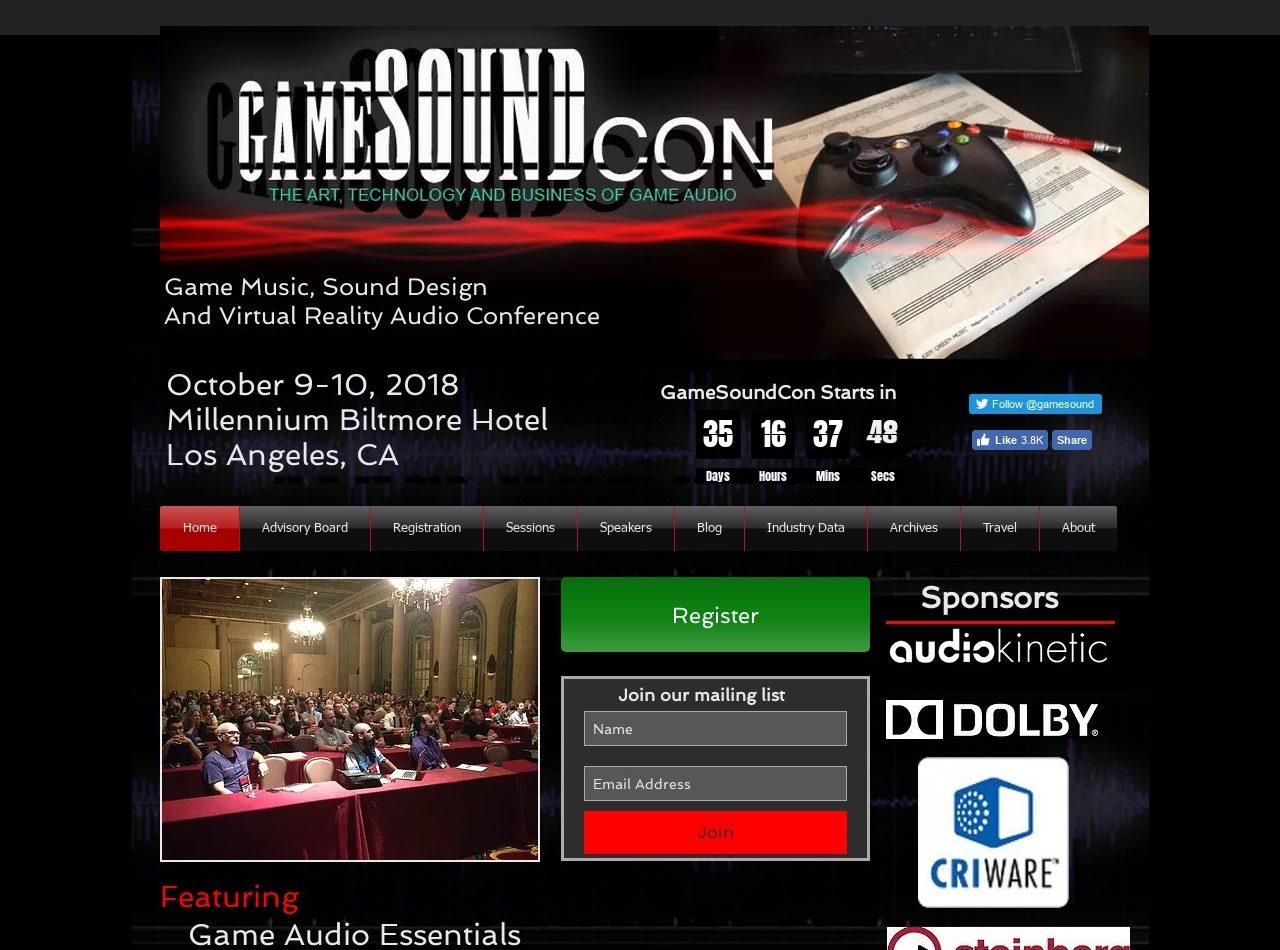 GAMESOUNDCON
THE ART, TECHNOLOGY AND BUSINESS OF GAME AUDIO
Game Music, Sound Design
And Virtual Reality Audio Conference
October 9-10, 2018
Millennium Biltmore Hotel
Los Angeles, CA
GameSoundCon Starts in
35 16 37 48
Days Hours Mins Secs
Follow @gamesound
Like 3.8K Share
Home Advisory Board Registration Sessions Speakers Blog Industry Data Archives Travel About
Register
Join our mailing list
Name
Email Address
Join
Sponsors
audiokinetic
DOLBY®
CRIWARE™
steinberg
Featuring
Game Audio Essentials